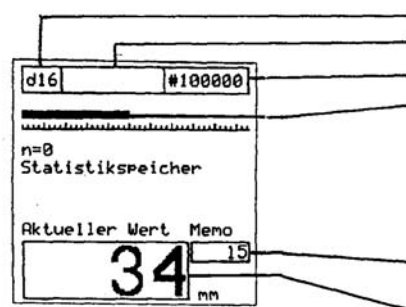 d16 #100000
n=0
Statistikspeicher
Aktueller Wert Memo
15
34 mm